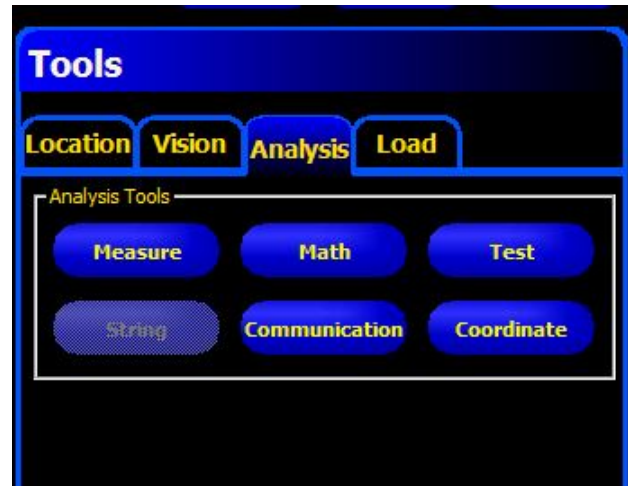 Tools
Location Vision Analysis Load
Analysis Tools
Measure Math Test
String Communication Coordinate